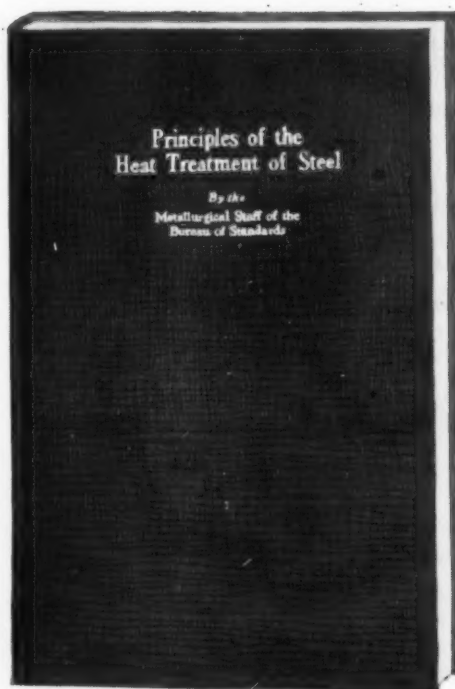 Principles of the
Heat Treatment of Steel
By the
Metallurgical Staff of the
Bureau of Standards